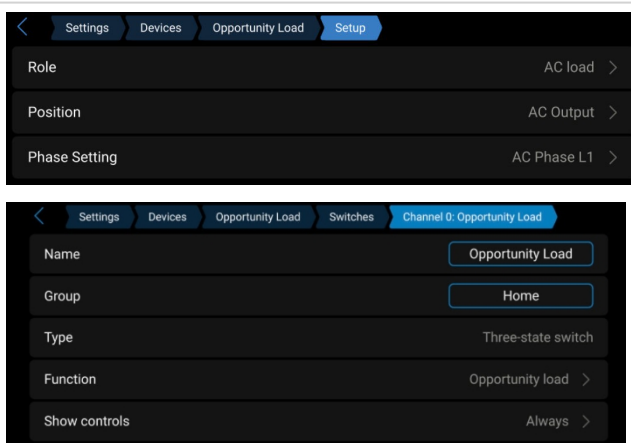 Settings Devices Opportunity Load Setup
Role AC load
Position AC Output
Phase Setting AC Phase L1
Settings Devices Opportunity Load Switches Channel 0: Opportunity Load
Name Opportunity Load
Group Home
Type Three-state switch
Function Opportunity load
Show controls Always